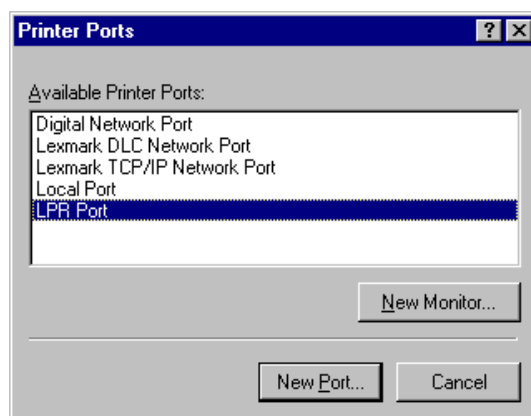 Printer Ports
Available Printer Ports:
Digital Network Port
Lexmark DLC Network Port
Lexmark TCP/IP Network Port
Local Port
LPR Port
New Monitor...
New Port...
Cancel